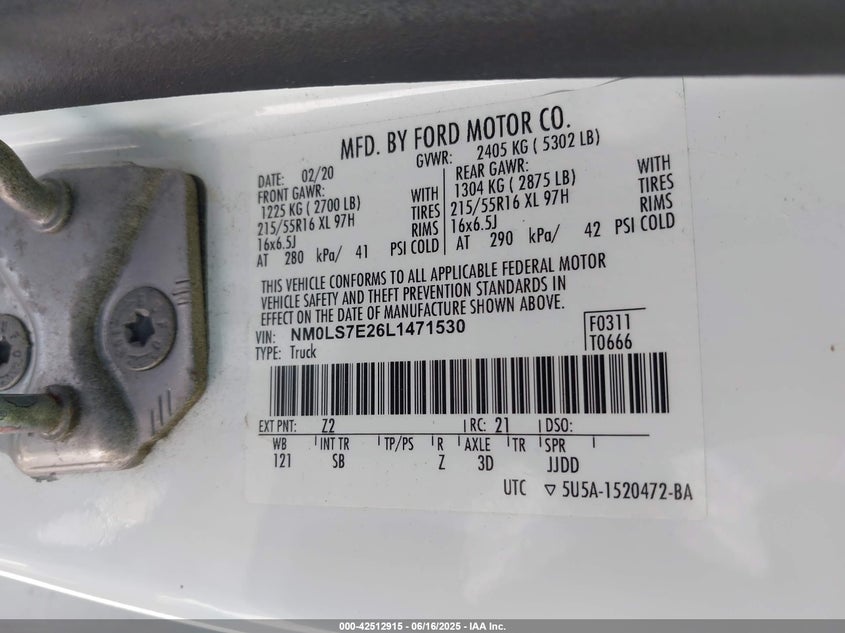 MFD. BY FORD MOTOR CO.
DATE: 02/20
GVWR: 2405 KG ( 5302 LB)
FRONT GAWR:
1225 KG ( 2700 LB) WITH
215/55R16 XL 97H TIRES
16x6.5J RIMS
AT 280 kPa/ 41 PSI COLD
REAR GAWR:
1304 KG ( 2875 LB) WITH
215/55R16 XL 97H TIRES
16x6.5J RIMS
AT 290 kPa/ 42 PSI COLD
THIS VEHICLE CONFORMS TO ALL APPLICABLE FEDERAL MOTOR
VEHICLE SAFETY AND THEFT PREVENTION STANDARDS IN
EFFECT ON THE DATE OF MANUFACTURE SHOWN ABOVE.
VIN: NM0LS7E26L1471530
TYPE: Truck
F0311
T0666
EXT PNT: Z2 RC: 21 DSO:
WB INT TR TP/PS R AXLE TR SPR
121 SB Z 3D JJDD
UTC ▽ 5U5A-1520472-BA
000-42512915 - 06/16/2025 - IAA Inc.